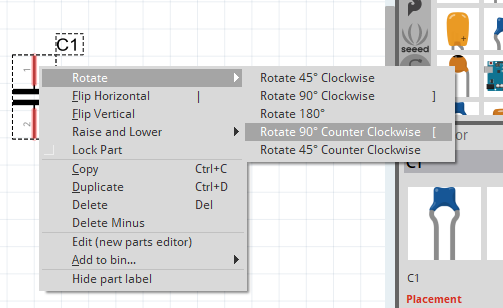 C1
1
2
Rotate
Flip Horizontal |
Flip Vertical
Raise and Lower
Lock Part
Copy Ctrl+C
Duplicate Ctrl+D
Delete Del
Delete Minus
Edit (new parts editor)
Add to bin...
Hide part label
Rotate 45° Clockwise
Rotate 90° Clockwise ]
Rotate 180°
Rotate 90° Counter Clockwise [
Rotate 45° Counter Clockwise
seeed
C1
Placement